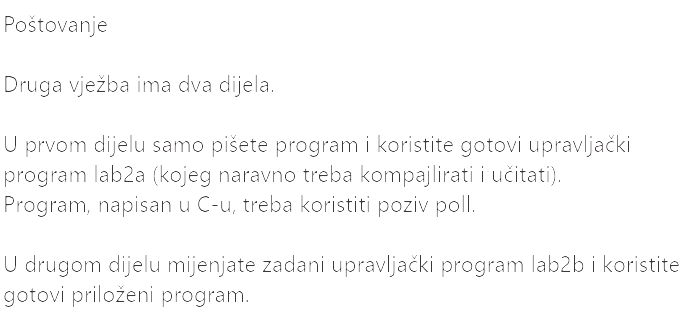 Poštovanje
Druga vježba ima dva dijela.
U prvom dijelu samo pišete program i koristite gotovi upravljački
program lab2a (kojeg naravno treba kompajlirati i učitati).
Program, napisan u C-u, treba koristiti poziv poll.
U drugom dijelu mijenjate zadani upravljački program lab2b i koristite
gotovi priloženi program.